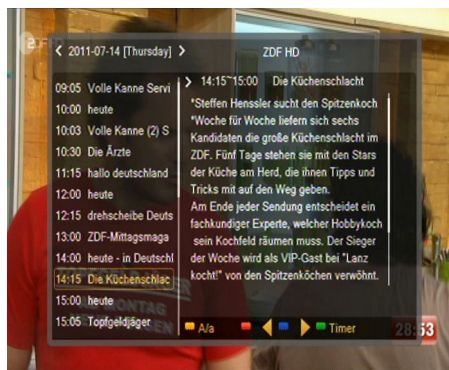 ZDF HD
2011-07-14 [Thursday]
ZDF HD
09:05 Volle Kanne Servi
10:00 heute
10:03 Volle Kanne (2) S
10:30 Die Ärzte
11:15 hallo deutschland
12:00 heute
12:15 drehscheibe Deuts
13:00 ZDF-Mittagsmaga
14:00 heute - in Deutschl
14:15 Die Küchenschlac
15:00 heute
15:05 Topfgeldjäger
14:15~15:00 Die Küchenschlacht
*Steffen Henssler sucht den Spitzenkoch
*Woche für Woche liefern sich sechs
Kandidaten die große Küchenschlacht im
ZDF. Fünf Tage stehen sie mit den Stars
der Küche am Herd, die ihnen Tipps und
Tricks mit auf den Weg geben.
Am Ende jeder Sendung entscheidet ein
fachkundiger Experte, welcher Hobbykoch
sein Kochfeld räumen muss. Der Sieger
der Woche wird als VIP-Gast bei "Lanz
kocht!" von den Spitzenköchen verwöhnt.
MONTAG
A/a
Timer
28:53